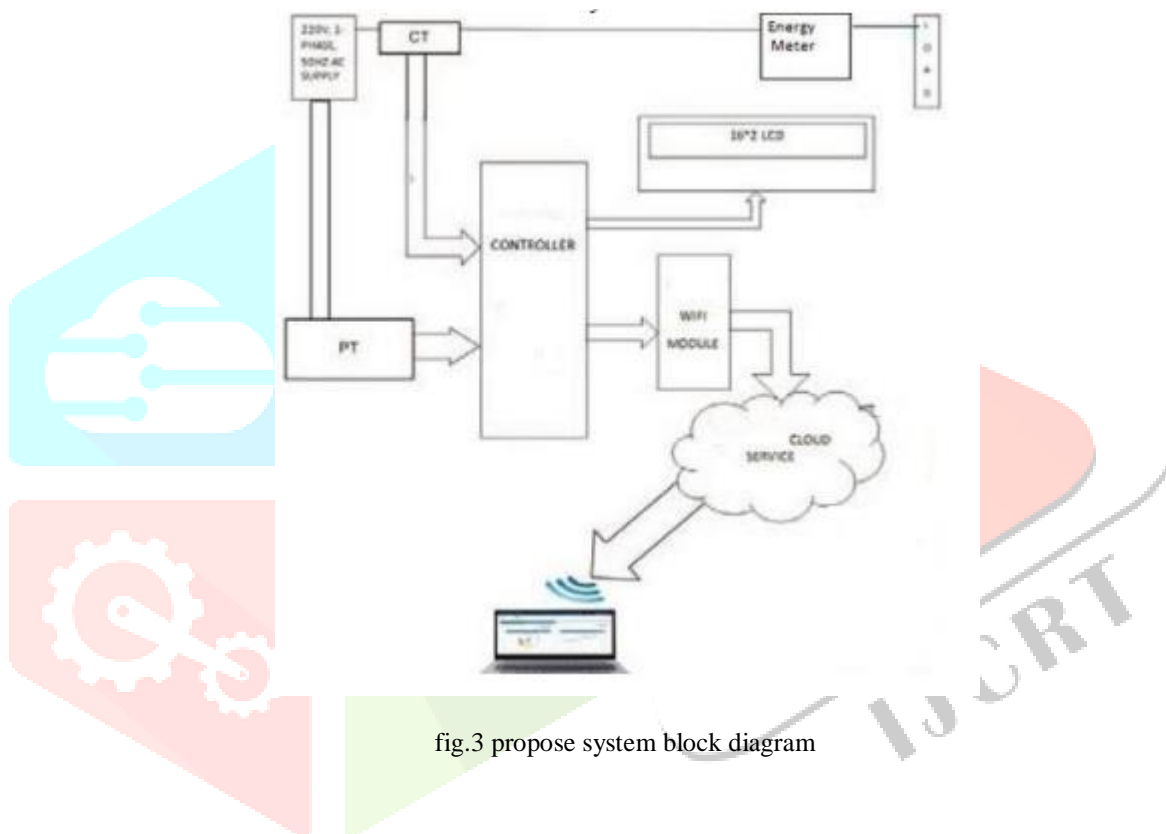 220V, 1-
PHASE,
50HZ AC
SUPPLY
CT
Energy
Meter
L
O
A
D
16*2 LCD
CONTROLLER
WIFI
MODULE
PT
CLOUD
SERVICE
IJCRT
fig.3 propose system block diagram